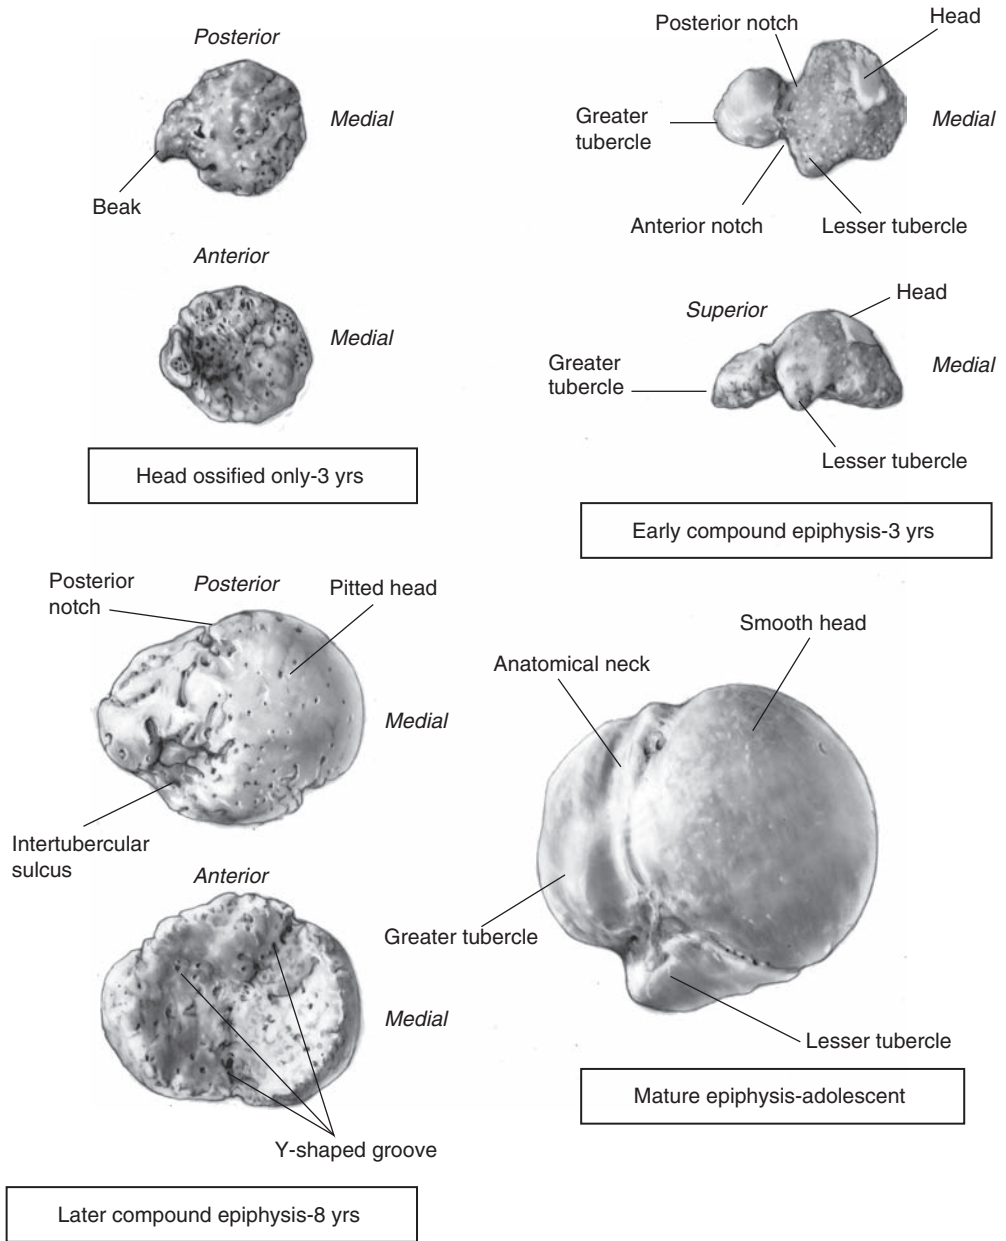 Posterior
Medial
Beak
Anterior
Medial
Head ossified only-3 yrs
Posterior notch
Head
Greater
tubercle
Medial
Anterior notch
Lesser tubercle
Superior
Head
Greater
tubercle
Medial
Lesser tubercle
Early compound epiphysis-3 yrs
Posterior
notch
Posterior
Pitted head
Medial
Intertubercular
sulcus
Anterior
Medial
Y-shaped groove
Later compound epiphysis-8 yrs
Smooth head
Anatomical neck
Greater tubercle
Lesser tubercle
Mature epiphysis-adolescent